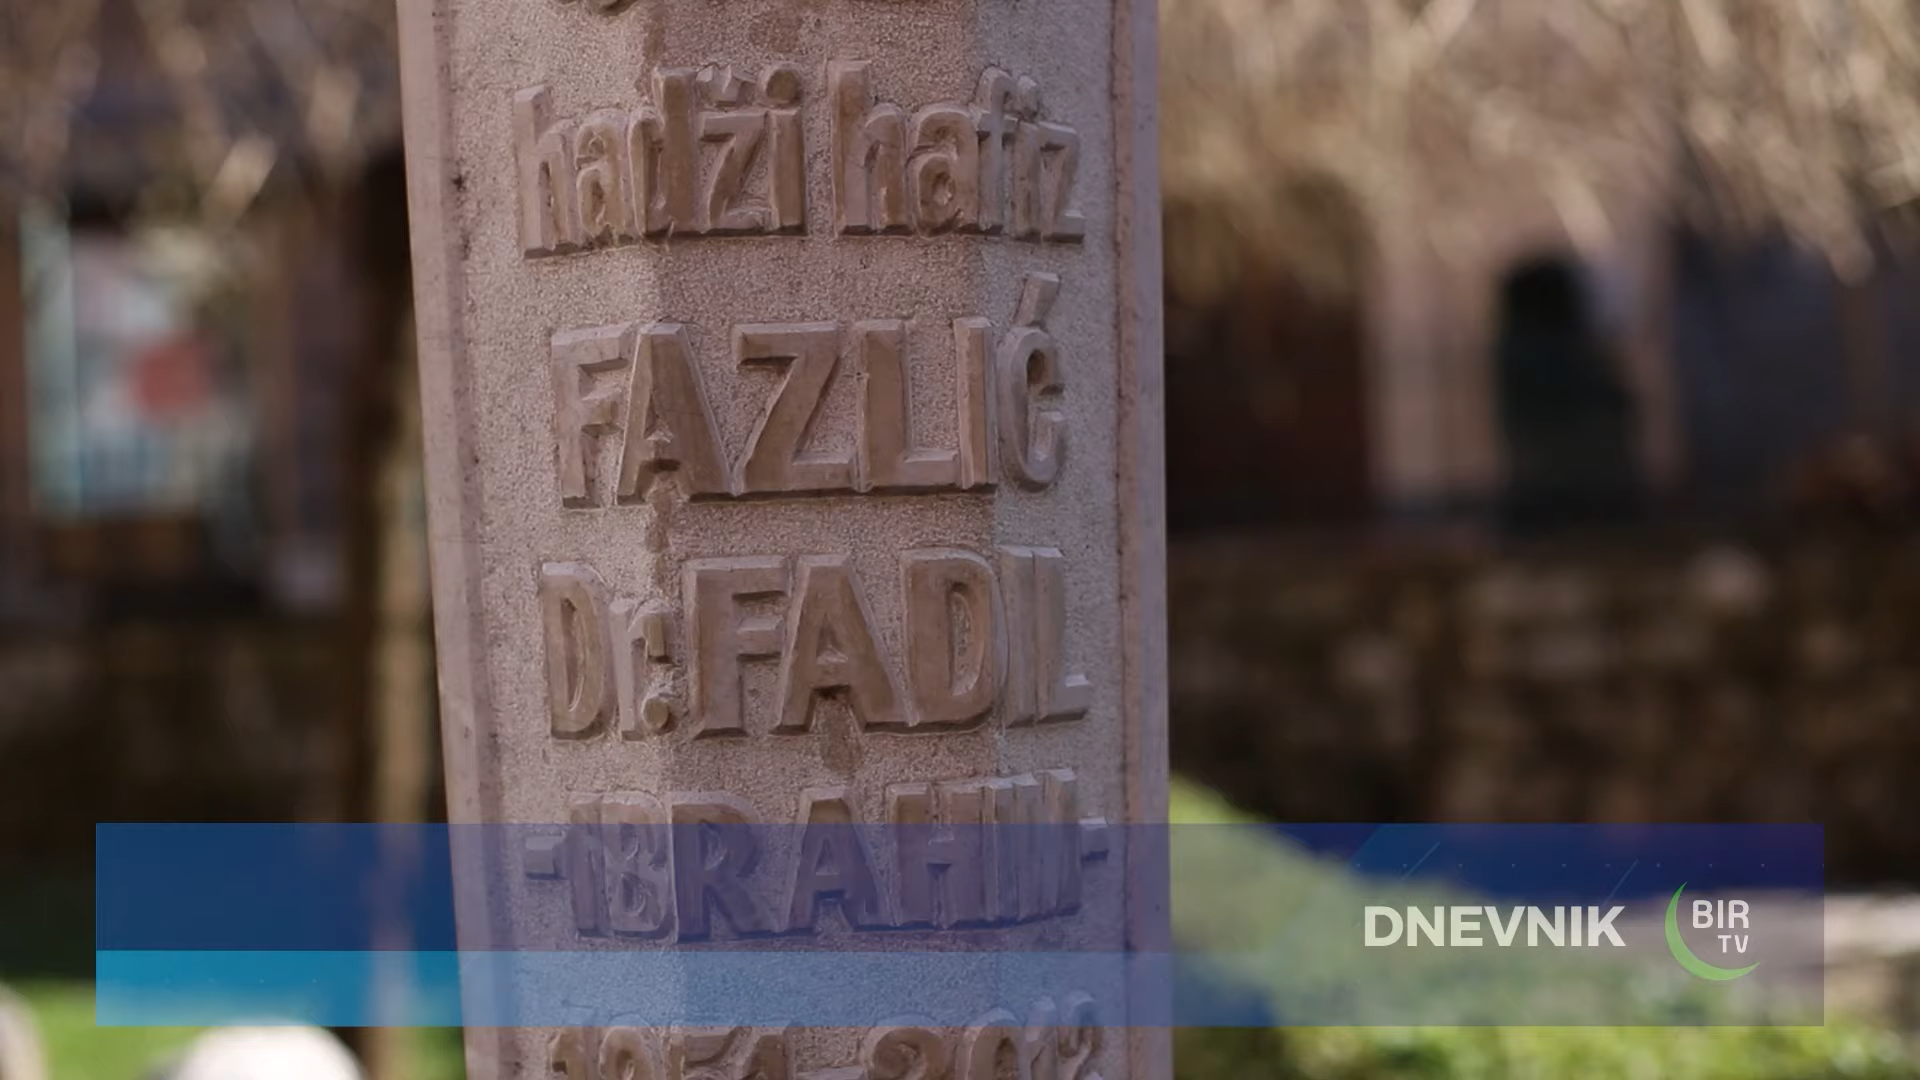 hadži hafiz
FAZLIĆ
Dr. FADIL
-IBRAHIM-
DNEVNIK
BIR
TV